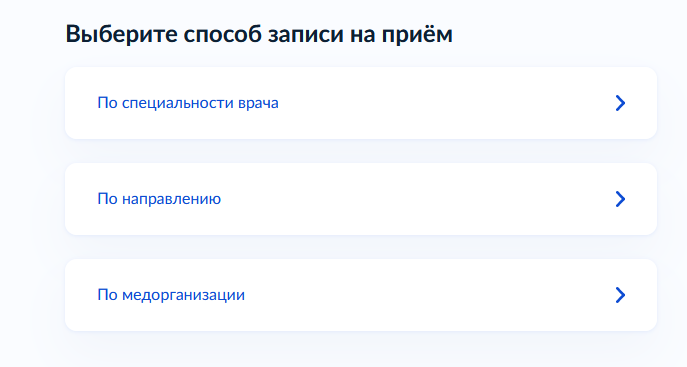 Выберите способ записи на приём
По специальности врача
По направлению
По медорганизации